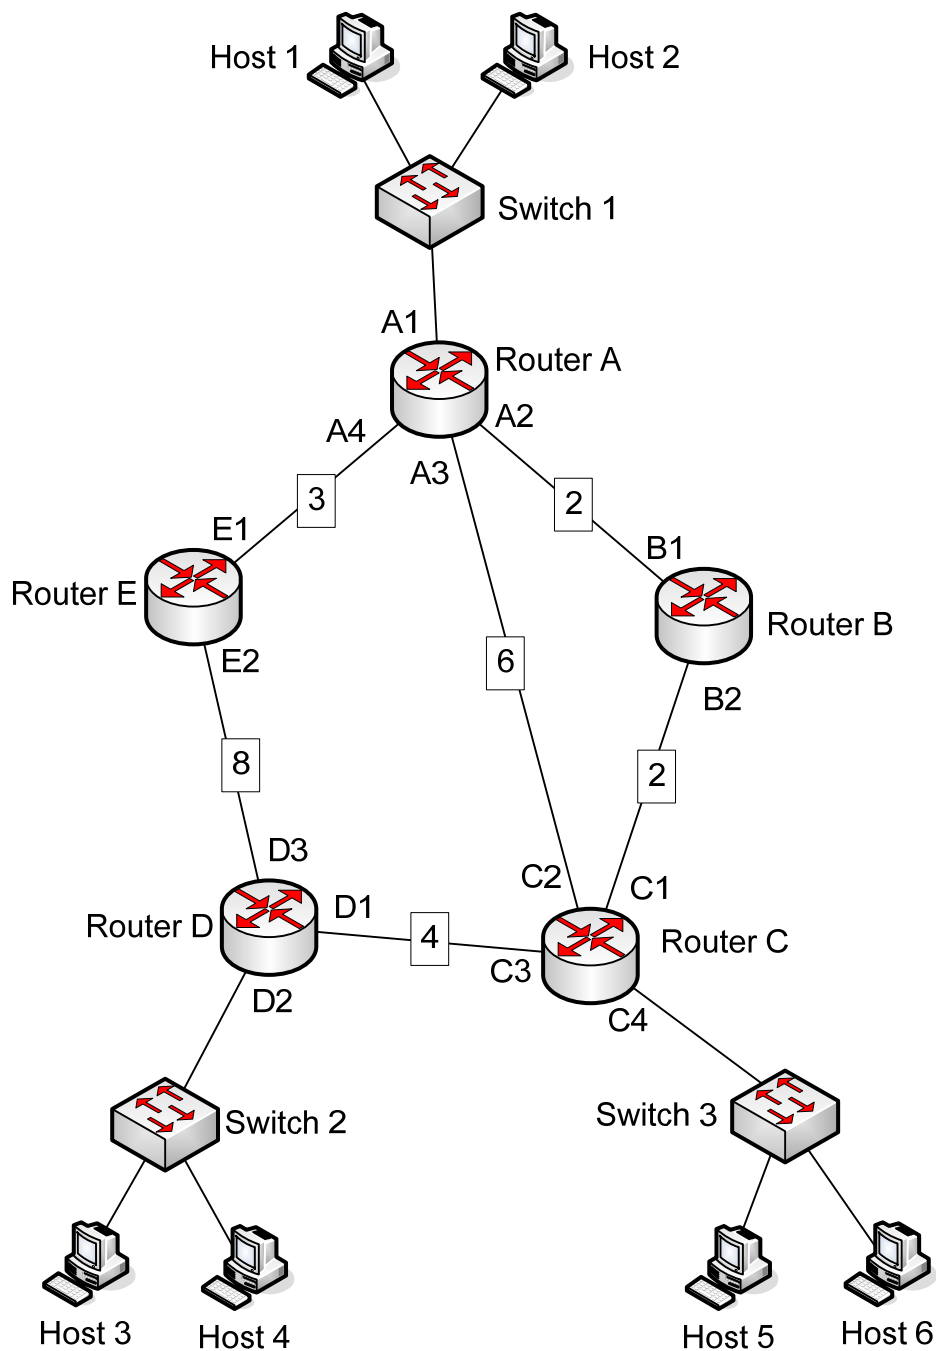 Host 1
Host 2
Switch 1
A1
Router A
A2
A4
A3
3
2
E1
B1
Router E
Router B
E2
6
B2
8
2
D3
C2
C1
Router D
D1
4
Router C
C3
D2
C4
Switch 2
Switch 3
Host 3
Host 4
Host 5
Host 6